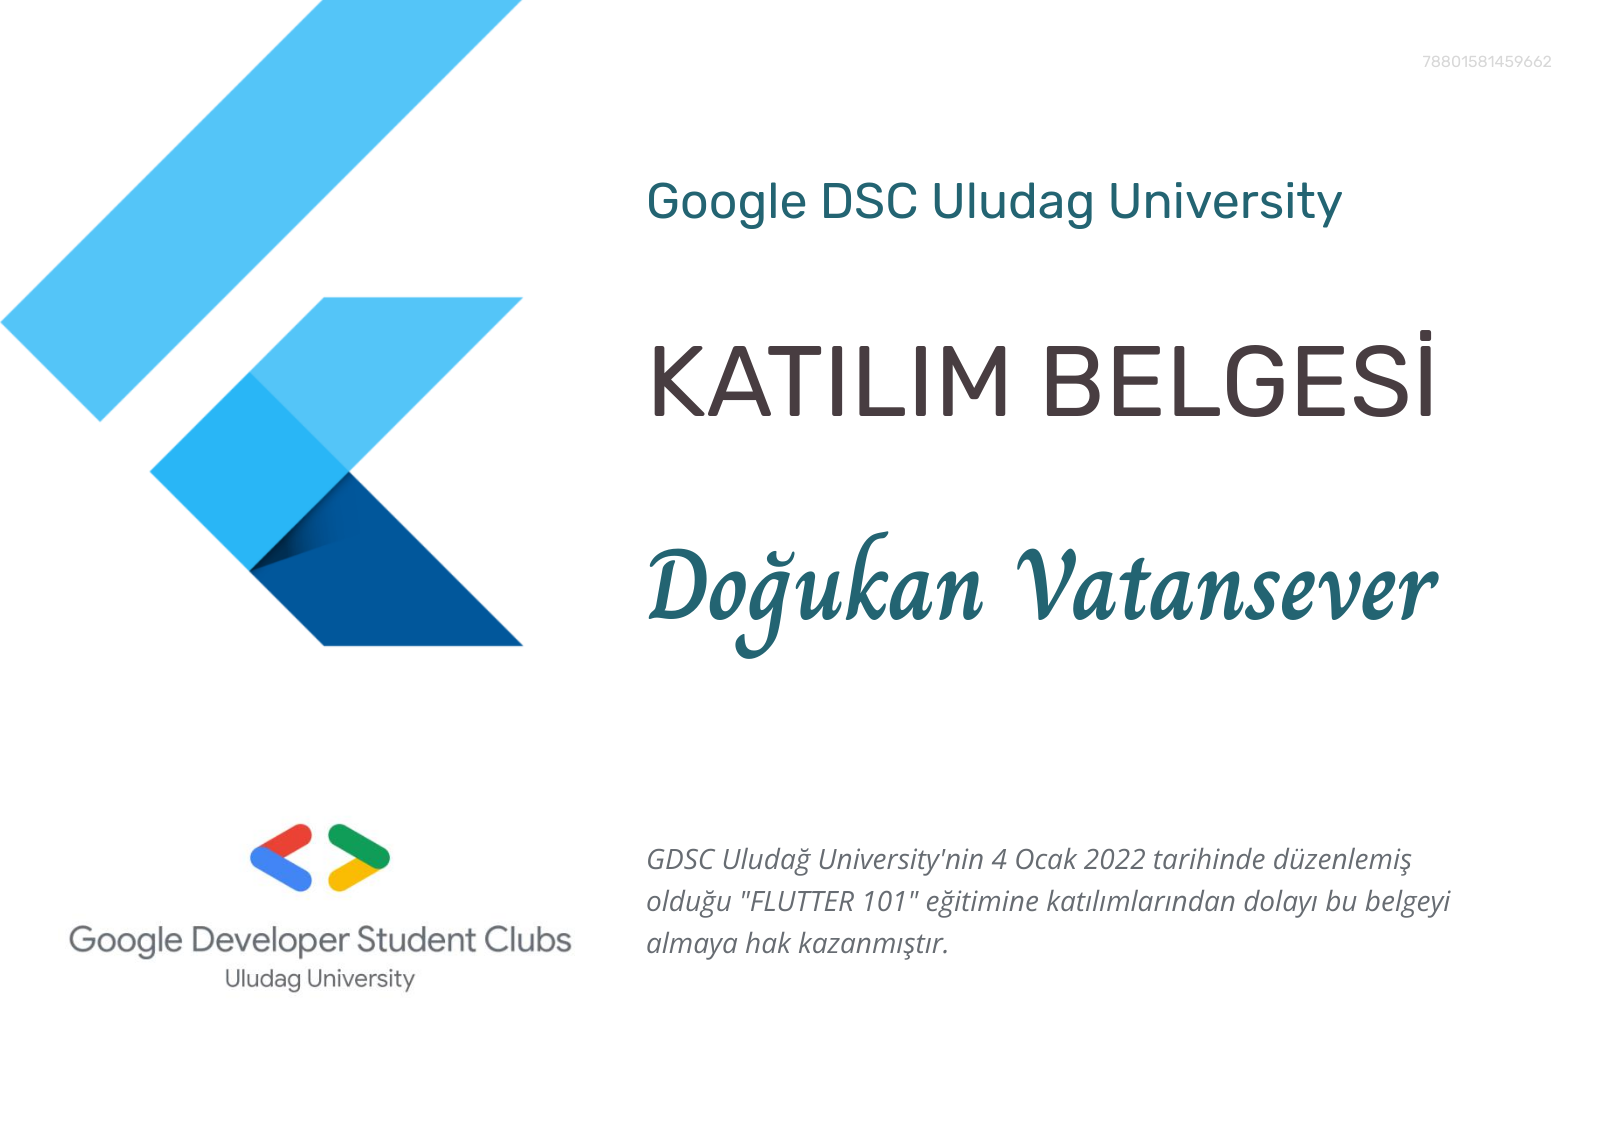 78801581459662
Google DSC Uludag University
KATILIM BELGESİ
Doğukan Vatansever
GDSC Uludağ University'nin 4 Ocak 2022 tarihinde düzenlemiş
olduğu "FLUTTER 101" eğitimine katılımlarından dolayı bu belgeyi
almaya hak kazanmıştır.
Google Developer Student Clubs
Uludag University